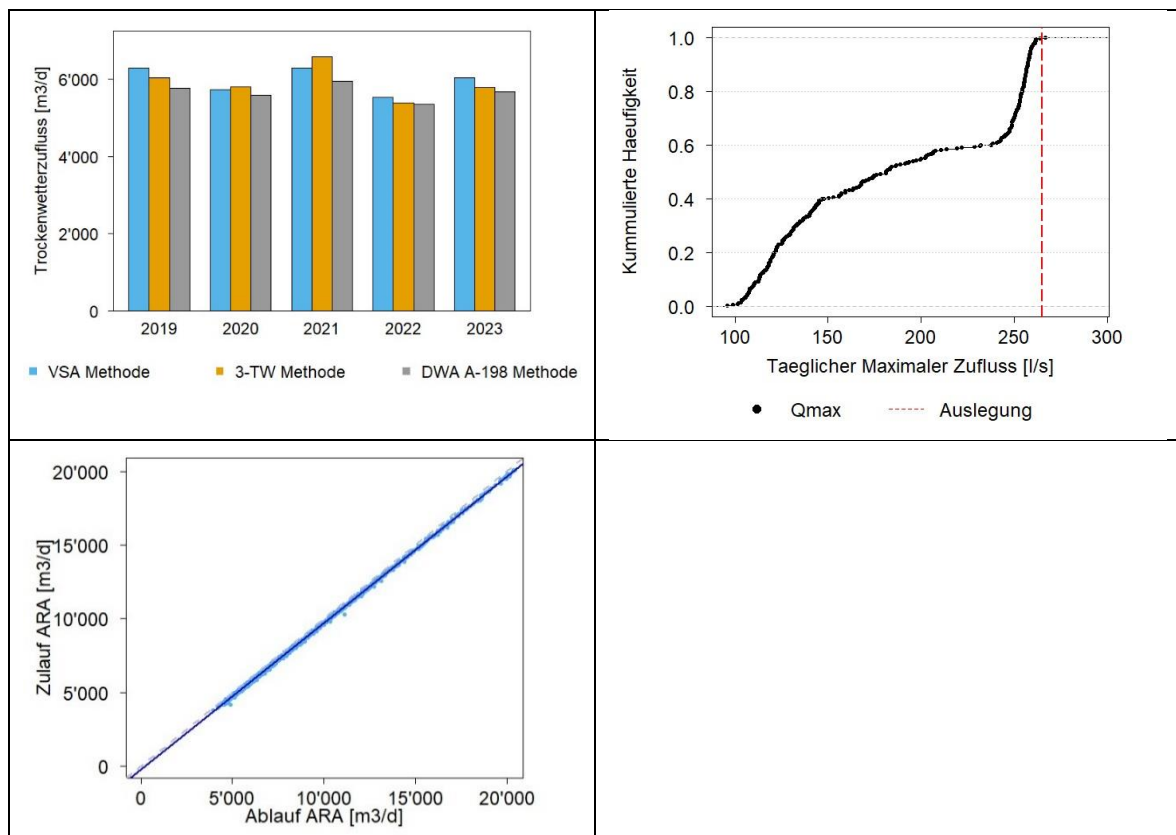 Trockenwetterzufluss [m3/d]
6'000
4'000
2'000
0
2019 2020 2021 2022 2023
VSA Methode 3-TW Methode DWA A-198 Methode
Kummulierte Haeufigkeit
1.0
0.8
0.6
0.4
0.2
0.0
100 150 200 250 300
Taeglicher Maximaler Zufluss [l/s]
Qmax Auslegung
Zulauf ARA [m3/d]
20'000
15'000
10'000
5'000
0
0 5'000 10'000 15'000 20'000
Ablauf ARA [m3/d]